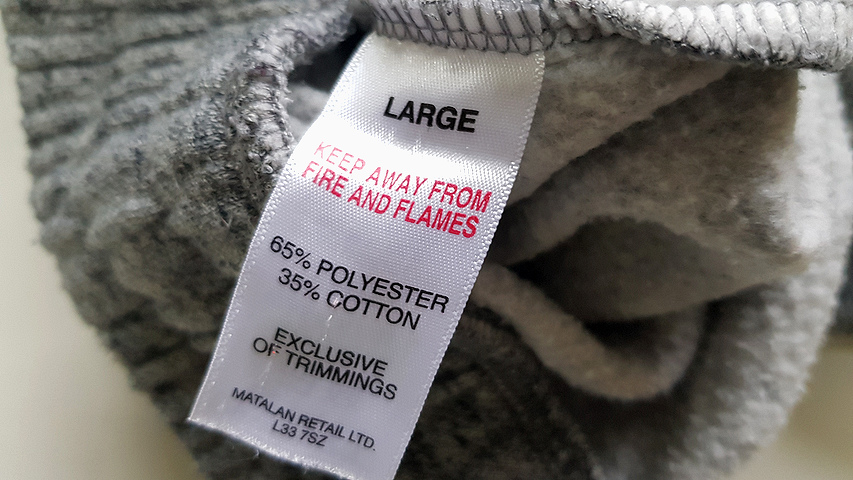 LARGE
KEEP AWAY FROM
FIRE AND FLAMES
65% POLYESTER
35% COTTON
EXCLUSIVE
OF TRIMMINGS
MATALAN RETAIL LTD.
L33 7SZ